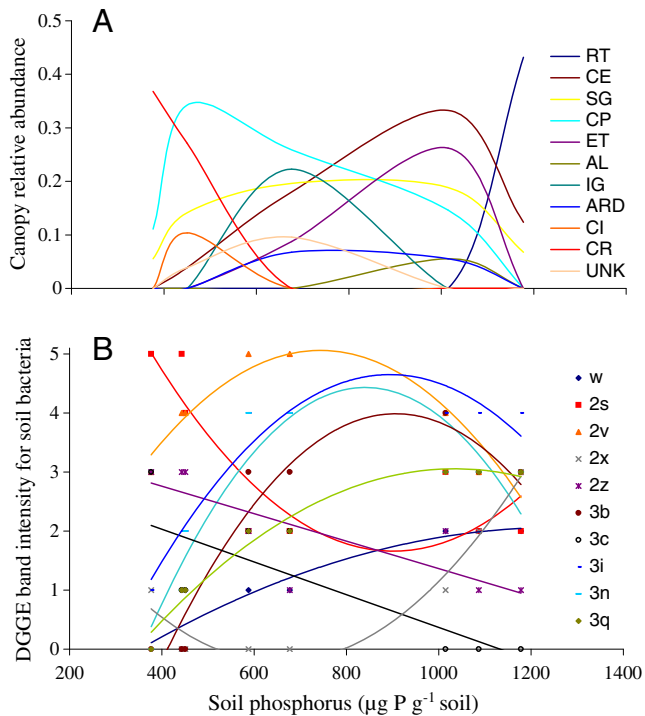 A
Canopy relative abundance
0.5
0.4
0.3
0.2
0.1
0
RT
CE
SG
CP
ET
AL
IG
ARD
CI
CR
UNK
B
DGGE band intensity for soil bacteria
5
4
3
2
1
0
w
2s
2v
2x
2z
3b
3c
3i
3n
3q
200 400 600 800 1000 1200 1400
Soil phosphorus (µg P g-1 soil)